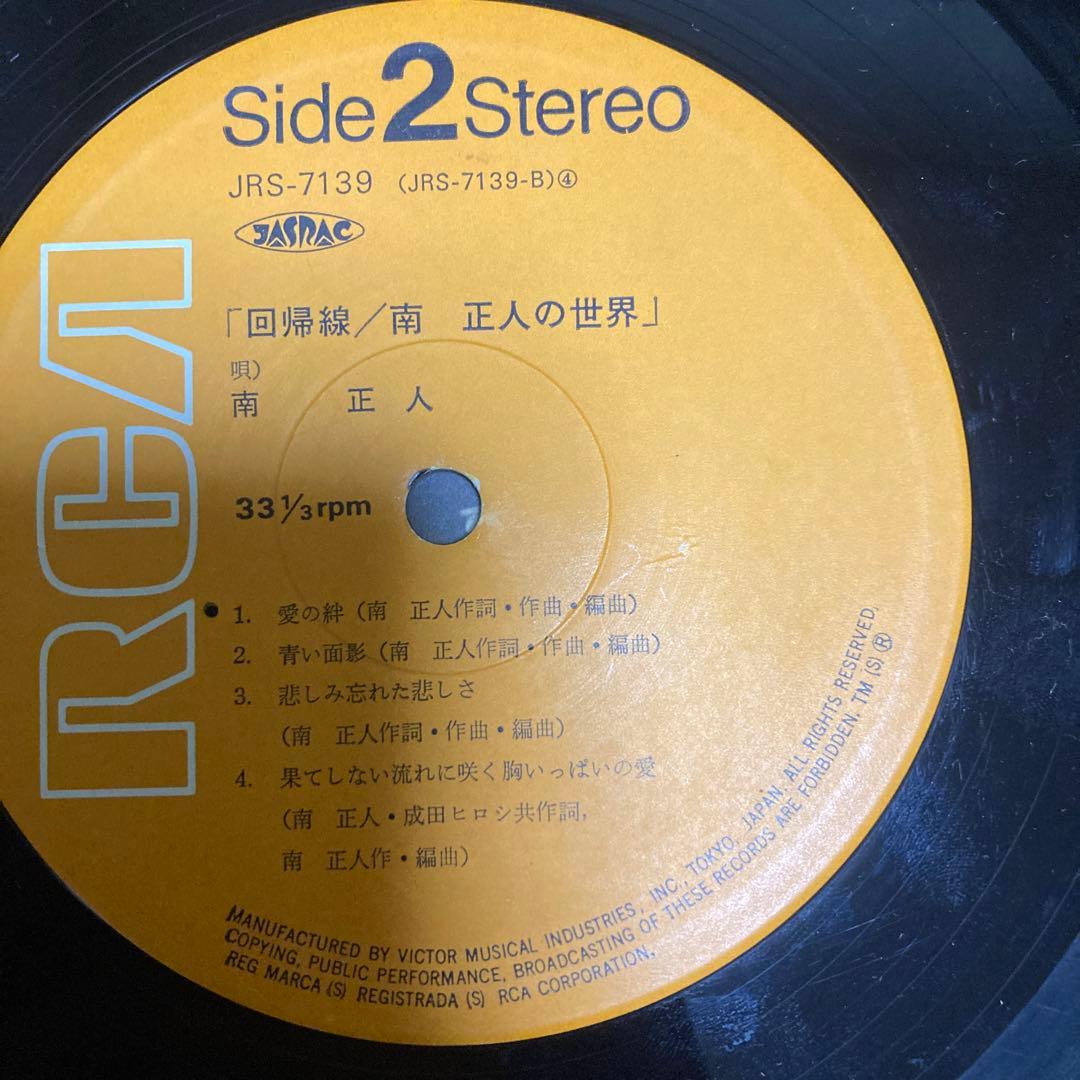 Side 2 Stereo
JRS-7139 (JRS-7139-B)④
JASRAC
「回帰線/南 正人の世界」
唄)
南 正 人
33 1/3 rpm
RCA
1. 愛の絆(南 正人作詞・作曲・編曲)
2. 青い面影(南 正人作詞・作曲・編曲)
3. 悲しみ忘れた悲しさ
(南 正人作詞・作曲・編曲)
4. 果てしない流れに咲く胸いっぱいの愛
(南 正人・成田ヒロシ共作詞,
南 正人作・編曲)
MANUFACTURED BY VICTOR MUSICAL INDUSTRIES, INC., TOKYO, JAPAN. ALL RIGHTS RESERVED.
COPYING, PUBLIC PERFORMANCE, BROADCASTING OF THESE RECORDS ARE FORBIDDEN. TM (S) ®
REG MARCA (S) REGISTRADA (S) RCA CORPORATION.